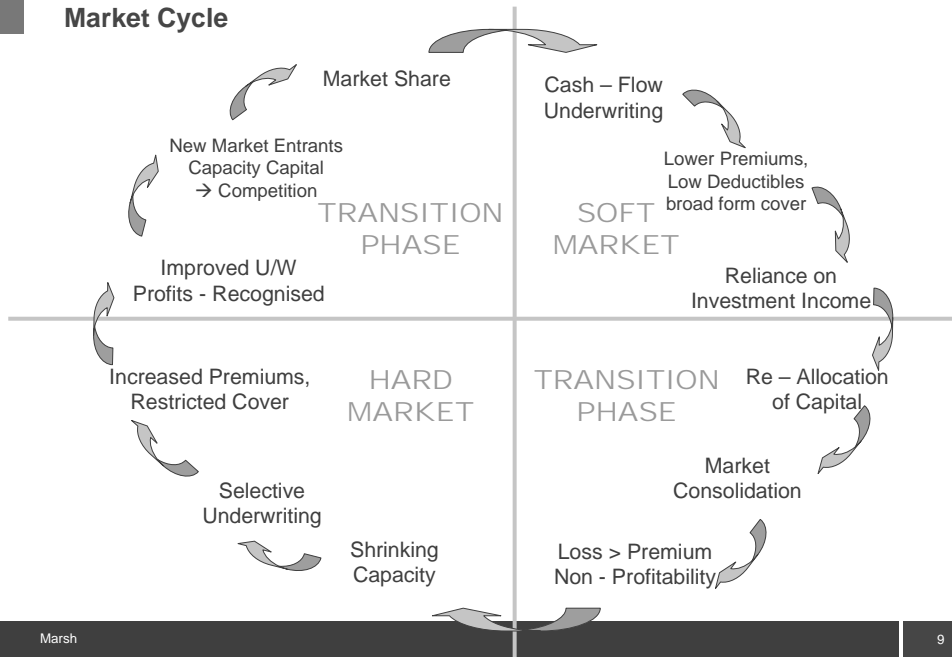 Market Cycle
Market Share
Cash – Flow
Underwriting
New Market Entrants
Capacity Capital
→ Competition
Lower Premiums,
Low Deductibles
broad form cover
TRANSITION
PHASE
SOFT
MARKET
Improved U/W
Profits - Recognised
Reliance on
Investment Income
Increased Premiums,
Restricted Cover
HARD
MARKET
TRANSITION
PHASE
Re – Allocation
of Capital
Market
Consolidation
Selective
Underwriting
Shrinking
Capacity
Loss > Premium
Non - Profitability
Marsh
9